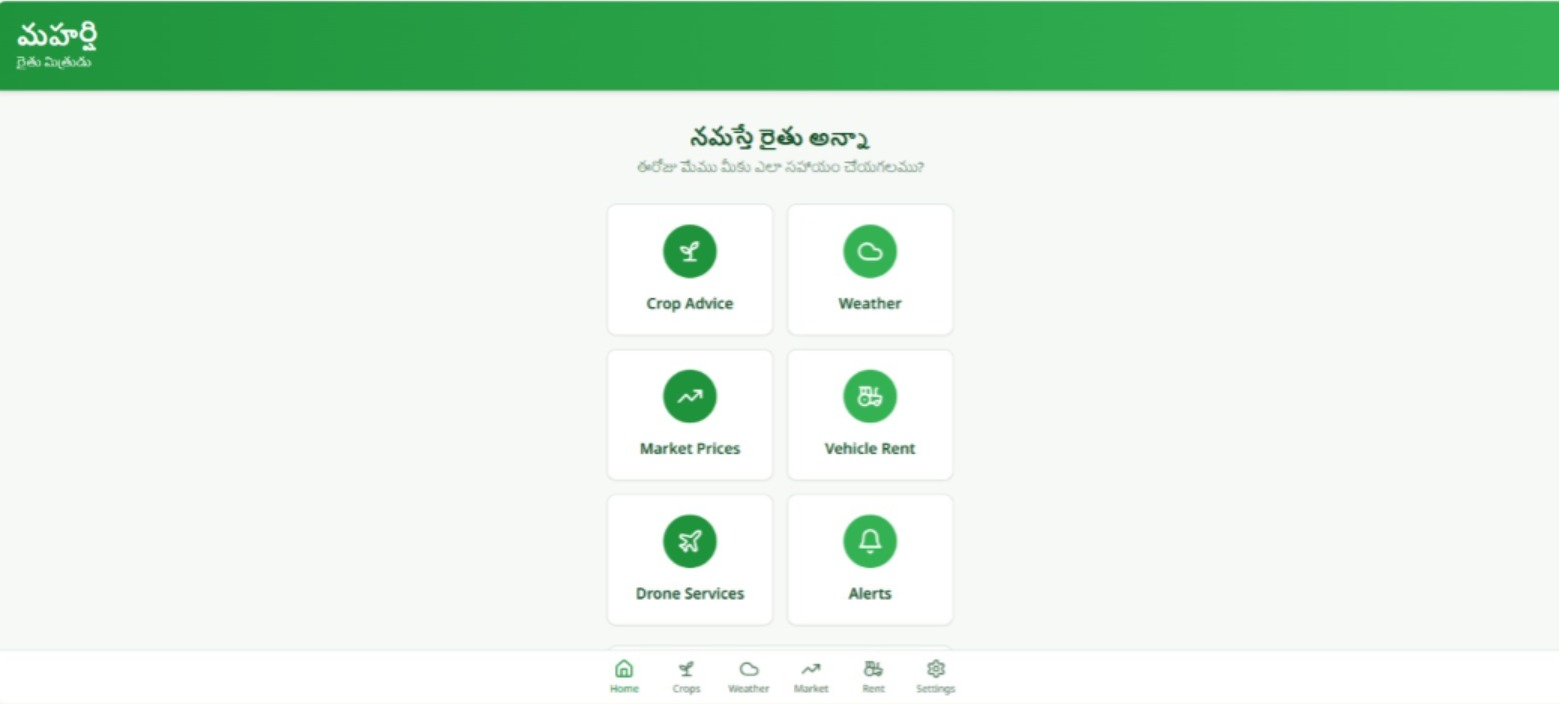 మహర్షి
రైతు మిత్రుడు
నమస్తే రైతు అన్నా
ఈరోజు మేము మీకు ఎలా సహాయం చేయగలము?
Crop Advice
Weather
Market Prices
Vehicle Rent
Drone Services
Alerts
Home
Crops
Weather
Market
Rent
Settings